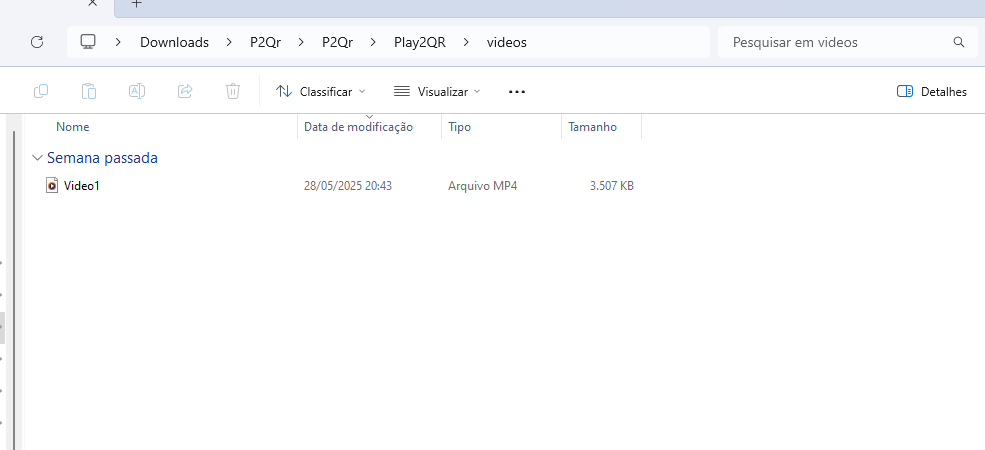 Downloads > P2Qr > P2Qr > Play2QR > videos
Pesquisar em videos
Classificar
Visualizar
Detalhes
Nome Data de modificação Tipo Tamanho
Semana passada
Video1 28/05/2025 20:43 Arquivo MP4 3.507 KB